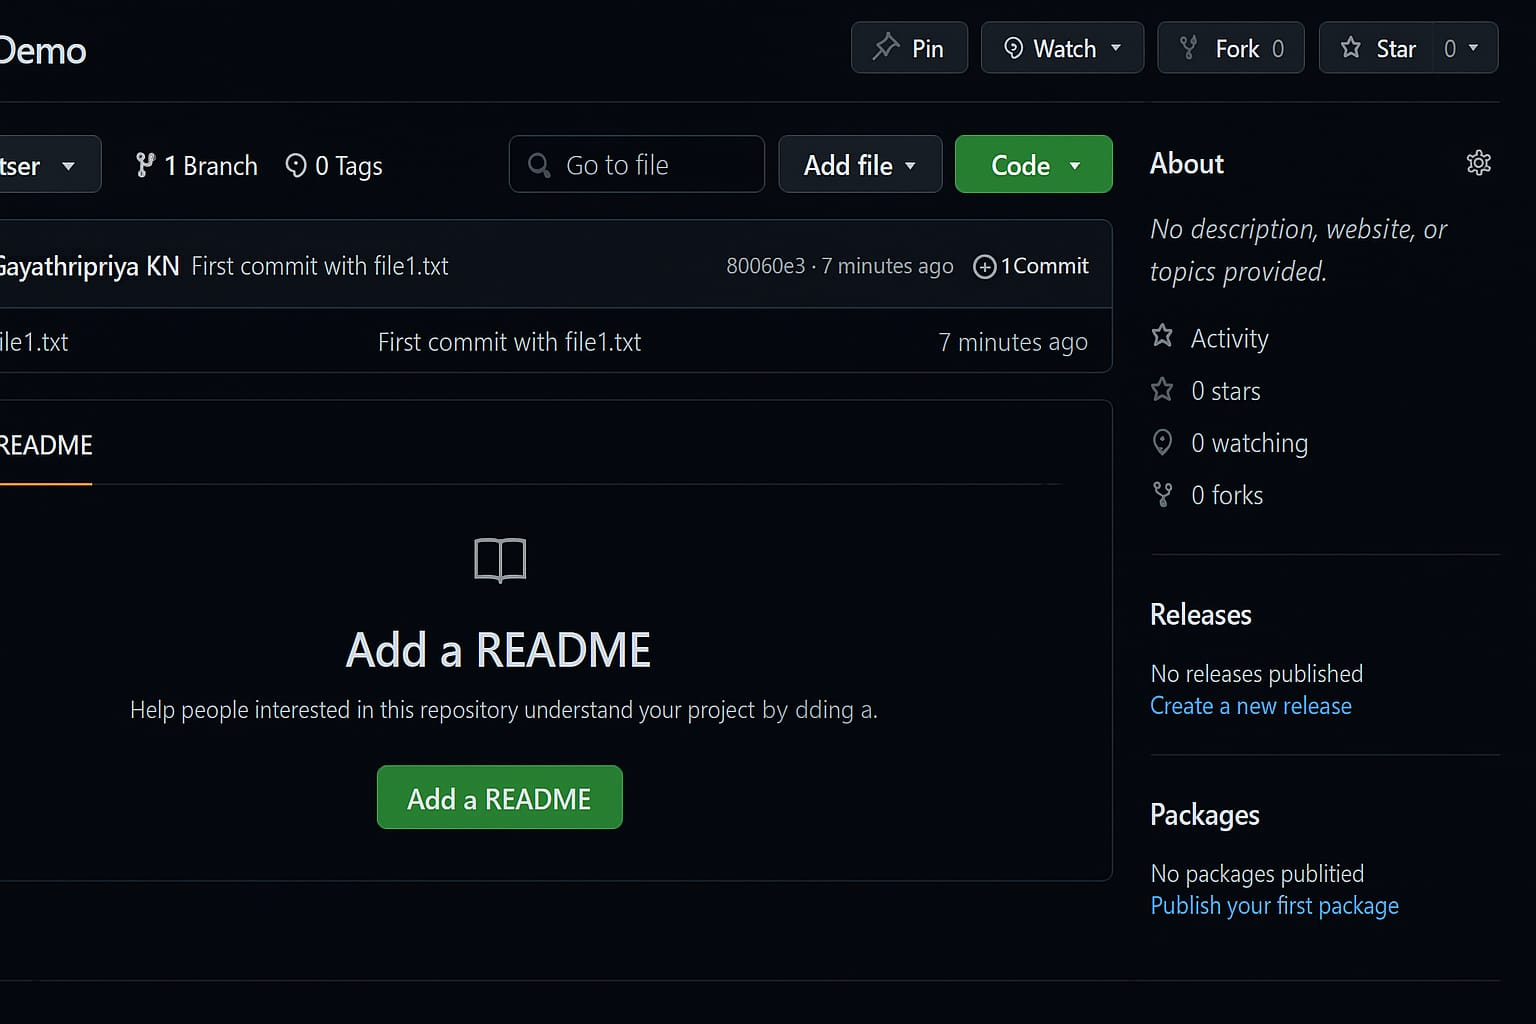 Demo
Pin
Watch
Fork 0
Star 0
tser
1 Branch
0 Tags
Go to file
Add file
Code
About
No description, website, or
topics provided.
Gayathripriya KN First commit with file1.txt
80060e3 · 7 minutes ago
1Commit
ile1.txt
First commit with file1.txt
7 minutes ago
Activity
0 stars
0 watching
0 forks
README
Add a README
Help people interested in this repository understand your project by dding a.
Add a README
Releases
No releases published
Create a new release
Packages
No packages publitied
Publish your first package